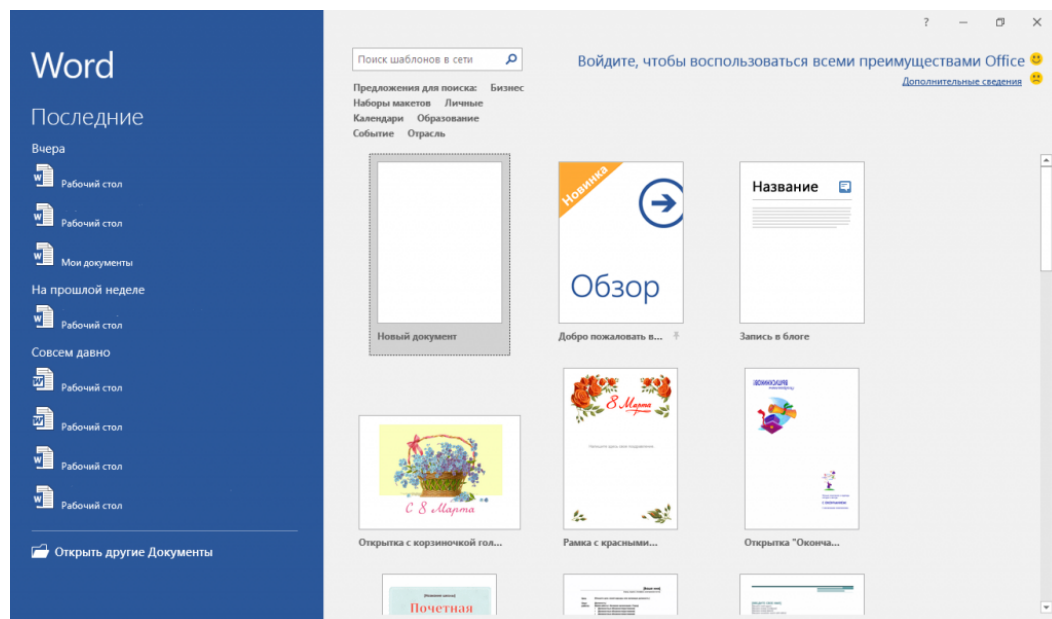 Word
Последние
Вчера
Рабочий стол
Рабочий стол
Мои документы
На прошлой неделе
Рабочий стол
Совсем давно
Рабочий стол
Рабочий стол
Рабочий стол
Рабочий стол
Открыть другие Документы
?
Поиск шаблонов в сети
Войдите, чтобы воспользоваться всеми преимуществами Office
Дополнительные сведения
Предложения для поиска: Бизнес
Наборы макетов Личные
Календари Образование
Событие Отрасль
Новинка
Обзор
Название
Новый документ
Добро пожаловать в...
Запись в блоге
8 Марта
С 8 Марта
Открытка с корзиночкой гол...
Рамка с красными...
Открытка "Оконча...
Почетная